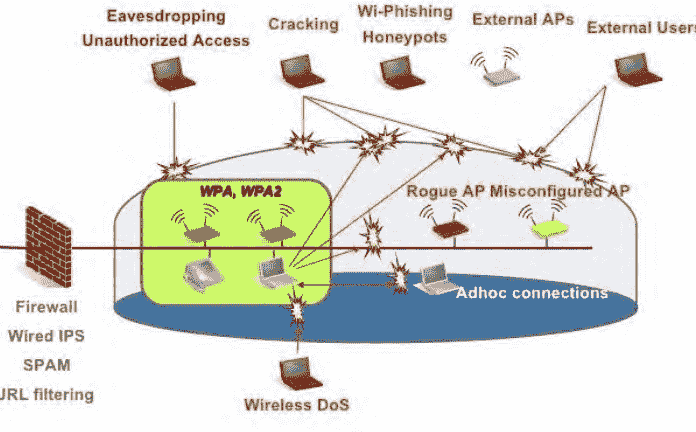 Eavesdropping
Unauthorized Access
Cracking
Wi-Phishing
Honeypots
External APs
External Users
WPA, WPA2
Rogue AP Misconfigured AP
Adhoc connections
Firewall
Wired IPS
SPAM
URL filtering
Wireless DoS